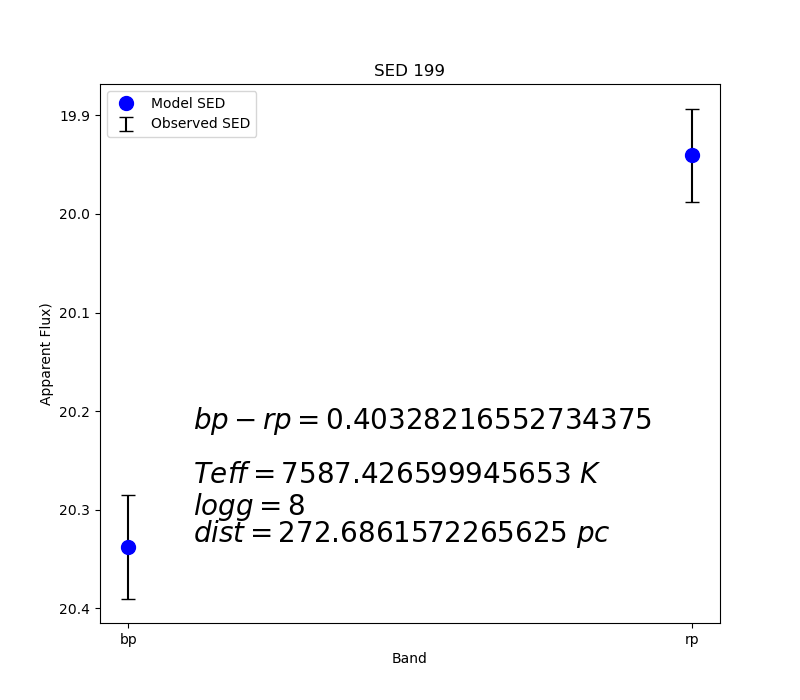 SED 199
Model SED
Observed SED
19.9
20.0
20.1
20.2
20.3
20.4
Apparent Flux)
bp − rp = 0.40328216552734375
Teff = 7587.426599945653 K
logg = 8
dist = 272.6861572265625 pc
bp
rp
Band